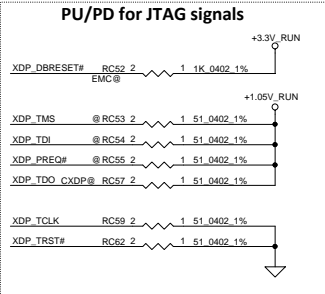 PU/PD for JTAG signals
+3.3V_RUN
XDP_DBRESET# RC52 2 1 1K_0402_1%
EMC@
+1.05V_RUN
XDP_TMS @ RC53 2 1 51_0402_1%
XDP_TDI @ RC54 2 1 51_0402_1%
XDP_PREQ# @ RC55 2 1 51_0402_1%
XDP_TDO CXDP@ RC57 2 1 51_0402_1%
XDP_TCLK RC59 2 1 51_0402_1%
XDP_TRST# RC62 2 1 51_0402_1%